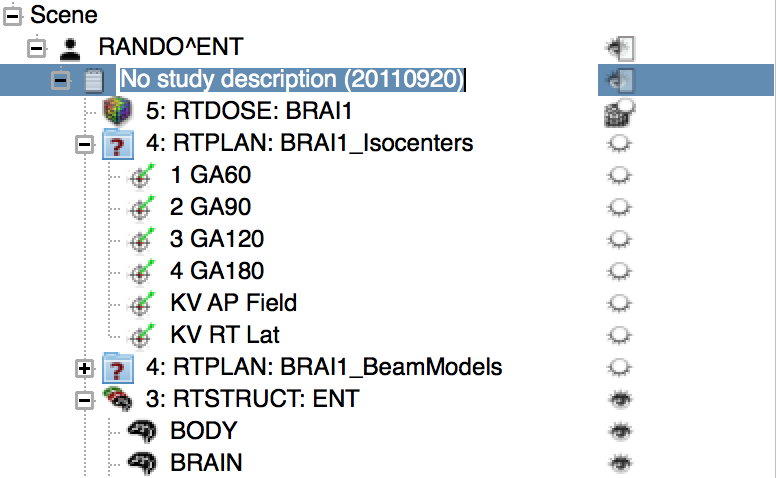 Scene
RANDO^ENT
No study description (20110920)
5: RTDOSE: BRAI1
4: RTPLAN: BRAI1_Isocenters
1 GA60
2 GA90
3 GA120
4 GA180
KV AP Field
KV RT Lat
4: RTPLAN: BRAI1_BeamModels
3: RTSTRUCT: ENT
BODY
BRAIN